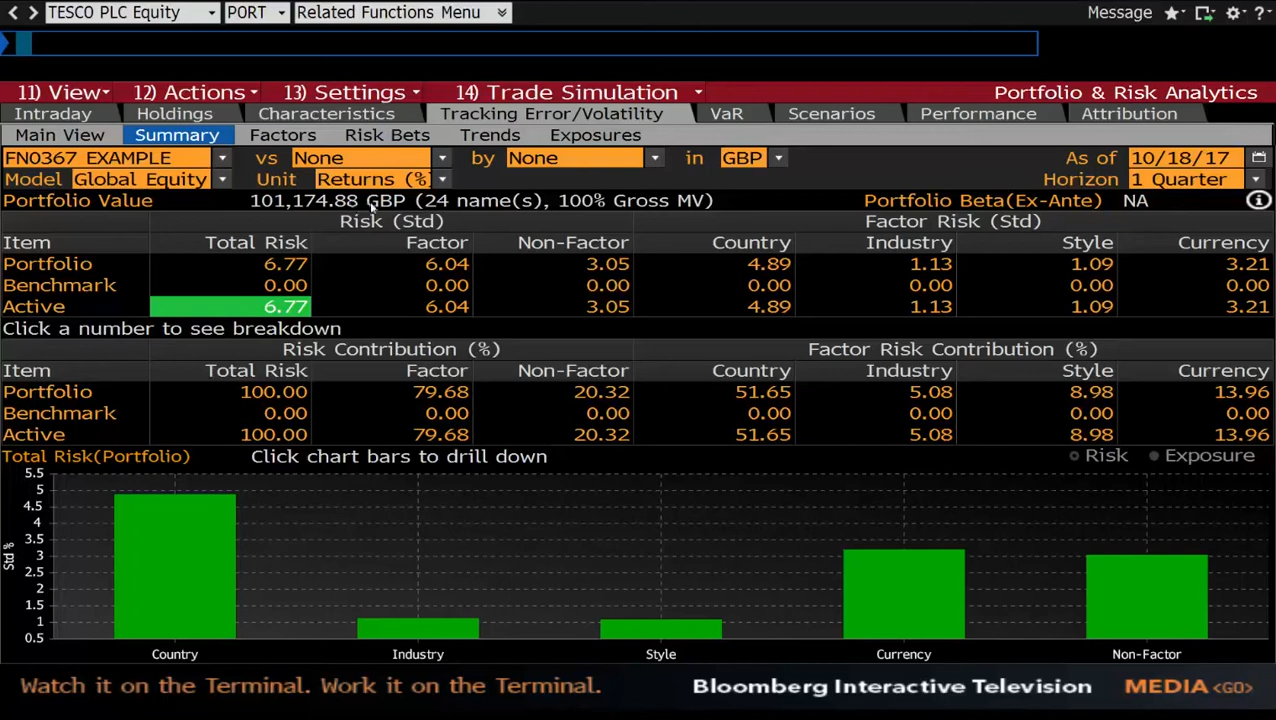 TESCO PLC Equity PORT Related Functions Menu Message
11) View 12) Actions 13) Settings 14) Trade Simulation Portfolio & Risk Analytics
Intraday Holdings Characteristics Tracking Error/Volatility VaR Scenarios Performance Attribution
Main View Summary Factors Risk Bets Trends Exposures
FN0367 EXAMPLE vs None by None in GBP As of 10/18/17
Model Global Equity Unit Returns (% Horizon 1 Quarter
Portfolio Value 101,174.88 GBP (24 name(s), 100% Gross MV) Portfolio Beta(Ex-Ante) NA
Risk (Std) Factor Risk (Std)
Item Total Risk Factor Non-Factor Country Industry Style Currency
Portfolio 6.77 6.04 3.05 4.89 1.13 1.09 3.21
Benchmark 0.00 0.00 0.00 0.00 0.00 0.00 0.00
Active 6.77 6.04 3.05 4.89 1.13 1.09 3.21
Click a number to see breakdown
Risk Contribution (%) Factor Risk Contribution (%)
Item Total Risk Factor Non-Factor Country Industry Style Currency
Portfolio 100.00 79.68 20.32 51.65 5.08 8.98 13.96
Benchmark 0.00 0.00 0.00 0.00 0.00 0.00 0.00
Active 100.00 79.68 20.32 51.65 5.08 8.98 13.96
Total Risk(Portfolio) Click chart bars to drill down Risk Exposure
5.5
5
4.5
4
3.5
3
2.5
2
1.5
1
0.5
Std %
Country Industry Style Currency Non-Factor
Watch it on the Terminal. Work it on the Terminal. Bloomberg Interactive Television MEDIA <GO>